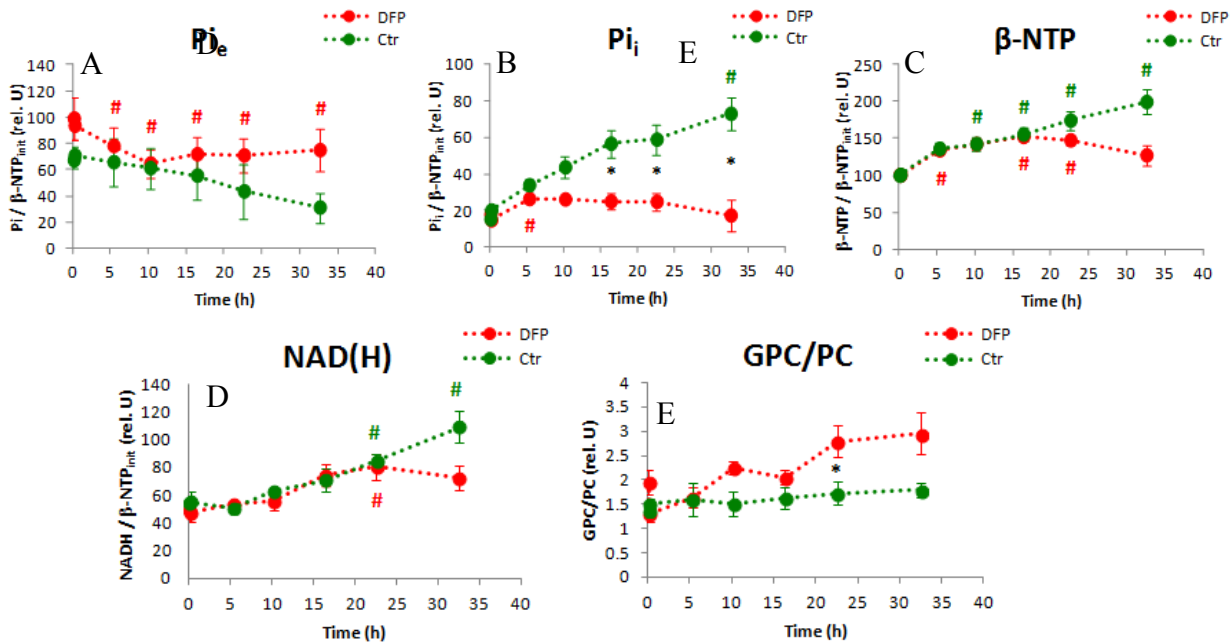 DFP
Ctr
Pie
D
A
140
120
100
80
60
40
20
0
Pi / β-NTPinit (rel. U)
# # # # #
0 5 10 15 20 25 30 35 40
Time (h)
DFP
Ctr
Pii
E
B
100
80
60
40
20
0
Pii / β-NTPinit (rel. U)
#
* * *
#
0 5 10 15 20 25 30 35 40
Time (h)
DFP
Ctr
β-NTP
C
250
200
150
100
50
0
β-NTP / β-NTPinit (rel. U)
# # # #
# # #
0 5 10 15 20 25 30 35 40
Time (h)
DFP
Ctr
NAD(H)
D
140
120
100
80
60
40
20
0
NADH / β-NTPinit (rel. U)
# #
#
0 5 10 15 20 25 30 35 40
Time (h)
DFP
Ctr
GPC/PC
E
4
3.5
3
2.5
2
1.5
1
0.5
0
GPC/PC (rel. U)
*
0 5 10 15 20 25 30 35 40
Time (h)